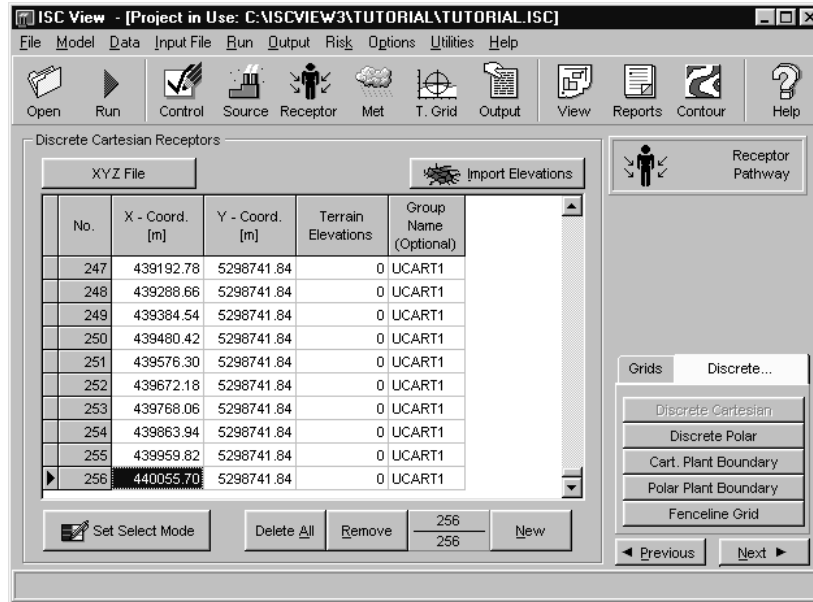 ISC View - [Project in Use: C:\ISCVIEW3\TUTORIAL\TUTORIAL.ISC]
File Model Data Input File Run Output Risk Options Utilities Help
Open Run Control Source Receptor Met T. Grid Output View Reports Contour Help
Discrete Cartesian Receptors
XYZ File
Import Elevations
No. X - Coord. [m] Y - Coord. [m] Terrain Elevations Group Name (Optional)
247 439192.78 5298741.84 0 UCART1
248 439288.66 5298741.84 0 UCART1
249 439384.54 5298741.84 0 UCART1
250 439480.42 5298741.84 0 UCART1
251 439576.30 5298741.84 0 UCART1
252 439672.18 5298741.84 0 UCART1
253 439768.06 5298741.84 0 UCART1
254 439863.94 5298741.84 0 UCART1
255 439959.82 5298741.84 0 UCART1
256 440055.70 5298741.84 0 UCART1
Set Select Mode
Delete All
Remove
256
256
New
Receptor
Pathway
Grids
Discrete...
Discrete Cartesian
Discrete Polar
Cart. Plant Boundary
Polar Plant Boundary
Fenceline Grid
Previous
Next